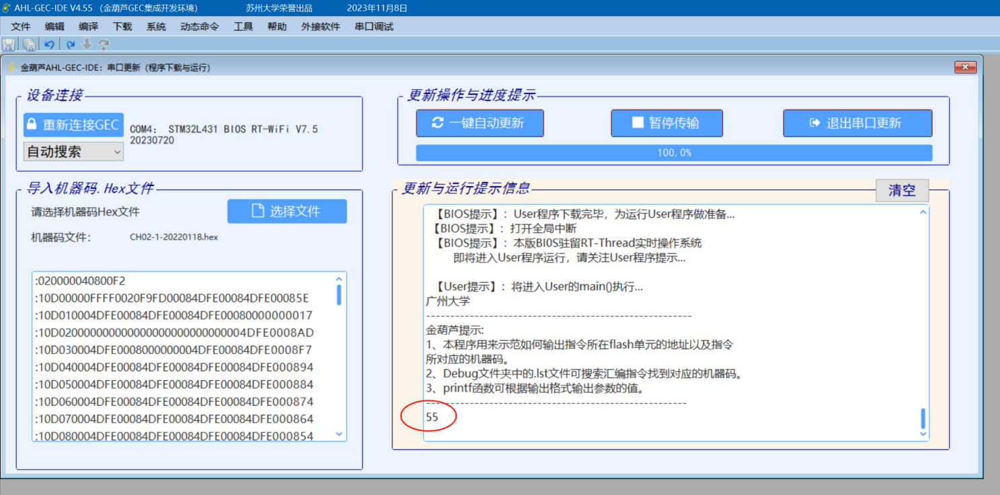 AHL-GEC-IDE V4.55 （金葫芦GEC集成开发环境） 苏州大学荣誉出品 2023年11月8日
文件 编辑 编译 下载 系统 动态命令 工具 帮助 外接软件 串口调试
金葫芦AHL-GEC-IDE：串口更新（程序下载与运行）
设备连接
重新连接GEC
COM4： STM32L431 BIOS RT-WiFi V7.5
20230720
自动搜索
更新操作与进度提示
一键自动更新 暂停传输 退出串口更新
100.0%
导入机器码.Hex文件
请选择机器码Hex文件 选择文件
机器码文件： CH02-1-20220118.hex
:020000040800F2
:10D00000FFFF0020F9FD00084DFE00084DFE00085E
:10D010004DFE00084DFE00084DFE00080000000017
:10D020000000000000000000000000004DFE0008AD
:10D030004DFE0008000000004DFE00084DFE0008F7
:10D040004DFE00084DFE00084DFE00084DFE000894
:10D050004DFE00084DFE00084DFE00084DFE000884
:10D060004DFE00084DFE00084DFE00084DFE000874
:10D070004DFE00084DFE00084DFE00084DFE000864
:10D080004DFE00084DFE00084DFE00084DFE000854
更新与运行提示信息 清空
【BIOS提示】：User程序下载完毕，为运行User程序做准备...
【BIOS提示】：打开全局中断
【BIOS提示】：本版BI0S驻留RT-Thread实时操作系统
即将进入User程序运行，请关注User程序提示...
【User提示】：将进入User的main()执行...
广州大学
------------------------------------------------------
金葫芦提示:
1、本程序用来示范如何输出指令所在flash单元的地址以及指令
所对应的机器码。
2、Debug文件夹中的.lst文件可搜索汇编指令找到对应的机器码。
3、printf函数可根据输出格式输出参数的值。
-----------------------------------------------------
55